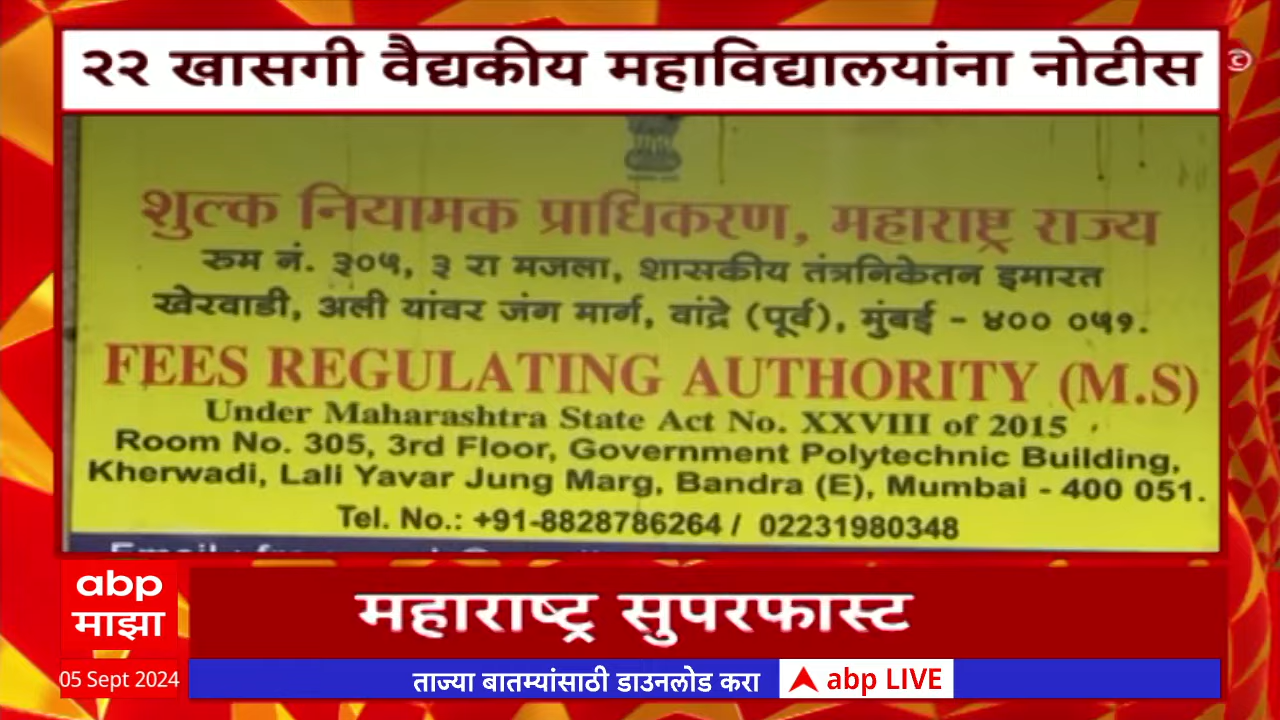 २२ खासगी वैद्यकीय महाविद्यालयांना नोटीस
शुल्क नियामक प्राधिकरण, महाराष्ट्र राज्य
रुम नं. ३०५, ३ रा मजला, शासकीय तंत्रनिकेतन इमारत
खेरवाडी, अली यांवर जंग मार्ग, वांद्रे (पूर्व), मुंबई - ४०० ०५१.
FEES REGULATING AUTHORITY (M.S)
Under Maharashtra State Act No. XXVIII of 2015
Room No. 305, 3rd Floor, Government Polytechnic Building,
Kherwadi, Lali Yavar Jung Marg, Bandra (E), Mumbai - 400 051.
Tel. No.: +91-8828786264 / 02231980348
abp
माझा
महाराष्ट्र सुपरफास्ट
05 Sept 2024
ताज्या बातम्यांसाठी डाउनलोड करा abp LIVE